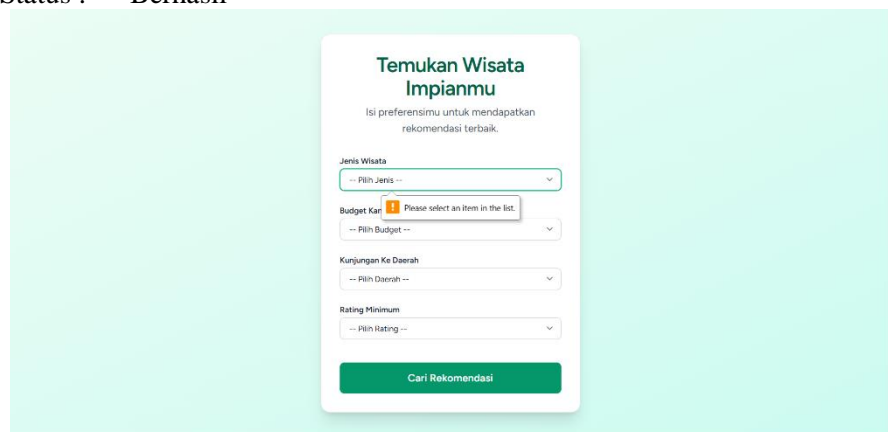 Status : Berhasil
Temukan Wisata
Impianmu
Isi preferensimu untuk mendapatkan
rekomendasi terbaik.
Jenis Wisata
-- Pilih Jenis --
Please select an item in the list.
Budget
-- Pilih Budget --
Kunjungan Ke Daerah
-- Pilih Daerah --
Rating Minimum
-- Pilih Rating --
Cari Rekomendasi